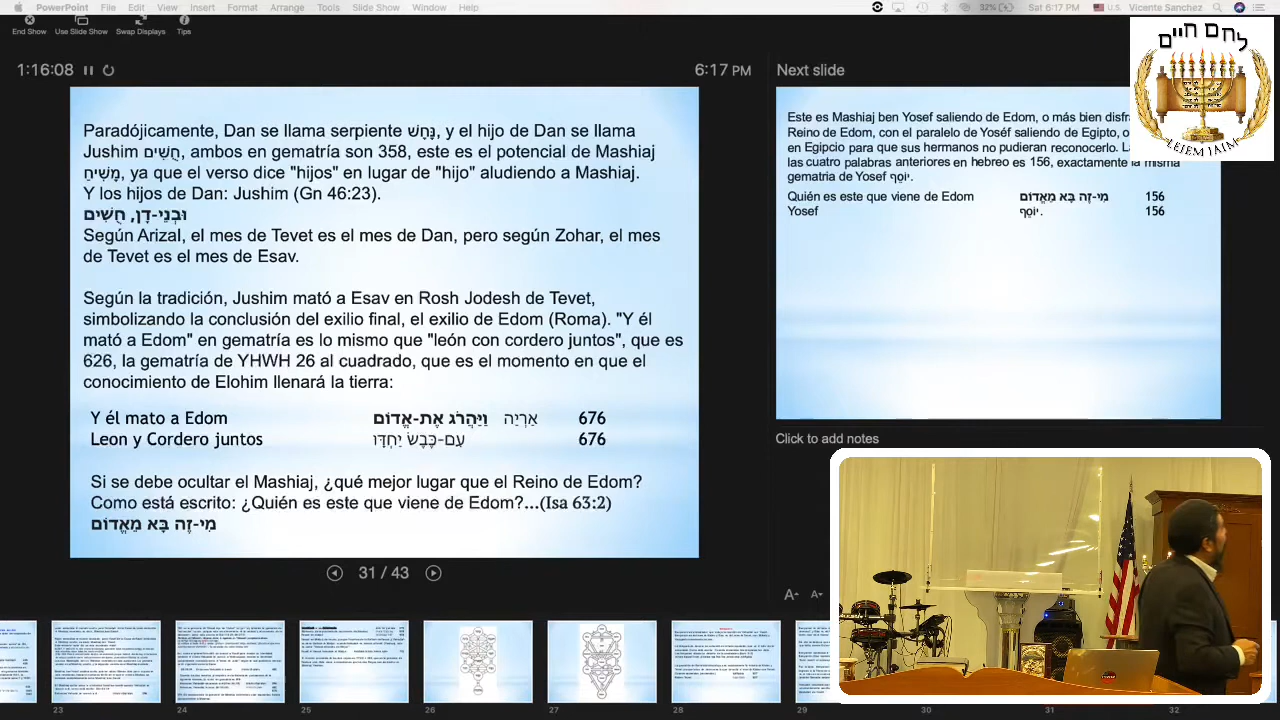 PowerPoint File Edit View Insert Format Arrange Tools Slide Show Window Help
32% Sat 6:17 PM U.S. Vicente Sanchez
End Show Use Slide Show Swap Displays Tips
1:16:08
6:17 PM
Next slide
לחם חיים
LEJEM JAIM
Paradójicamente, Dan se llama serpiente נָּחָשׁ, y el hijo de Dan se llama
Jushim חֻשִׁים, ambos en gematría son 358, este es el potencial de Mashiaj
מָשִׁיחַ, ya que el verso dice "hijos" en lugar de "hijo" aludiendo a Mashiaj.
Y los hijos de Dan: Jushim (Gn 46:23).
וּבְנֵי-דָן, חֻשִׁים
Según Arizal, el mes de Tevet es el mes de Dan, pero según Zohar, el mes
de Tevet es el mes de Esav.
Según la tradición, Jushim mató a Esav en Rosh Jodesh de Tevet,
simbolizando la conclusión del exilio final, el exilio de Edom (Roma). "Y él
mató a Edom" en gematría es lo mismo que "león con cordero juntos", que es
626, la gematría de YHWH 26 al cuadrado, que es el momento en que el
conocimiento de Elohim llenará la tierra:
Y él mato a Edom וַיַּהֲרֹג אֶת-אֱדוֹם אַרְיֵה 676
Leon y Cordero juntos עִם-כֶּבֶשׂ יַחְדָּו 676
Si se debe ocultar el Mashiaj, ¿qué mejor lugar que el Reino de Edom?
Como está escrito: ¿Quién es este que viene de Edom?...(Isa 63:2)
מִי-זֶה בָּא מֵאֱדוֹם
31 / 43
Este es Mashiaj ben Yosef saliendo de Edom, o más bien
Reino de Edom, con el paralelo de Yoséf saliendo de Egipto,
en Egipcio para que sus hermanos no pudieran reconocerlo.
las cuatro palabras anteriores en hebreo es 156, exactamente la misma
gematria de Yosef יוֹסֵף.
Quién es este que viene de Edom מִי-זֶה בָּא מֵאֱדוֹם 156
Yosef יוֹסֵף. 156
Click to add notes
23 24 25 26 27 28 29 30 31 32